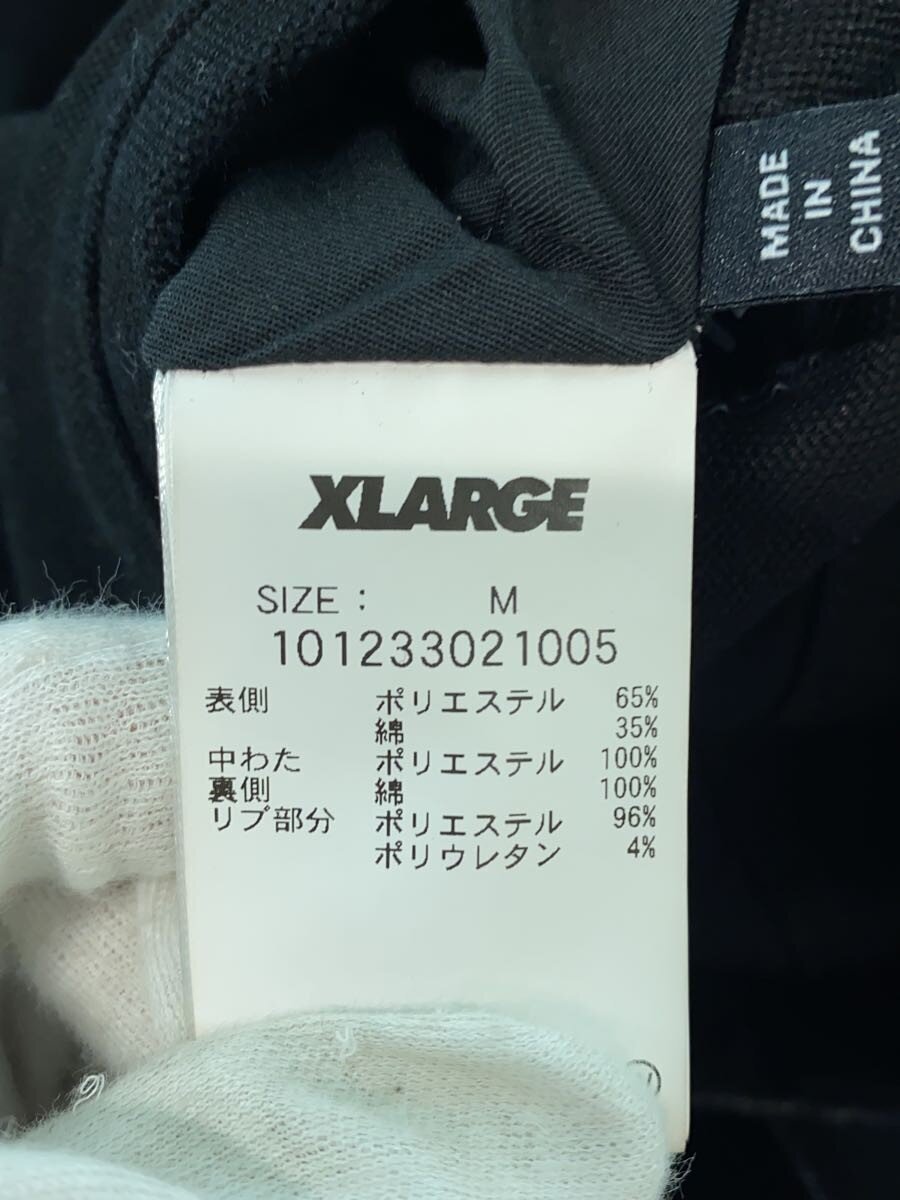 MADE
IN
CHINA
XLARGE
SIZE : M
101233021005
表側 ポリエステル 65%
綿 35%
中わた ポリエステル 100%
裏側 綿 100%
リブ部分 ポリエステル 96%
ポリウレタン 4%